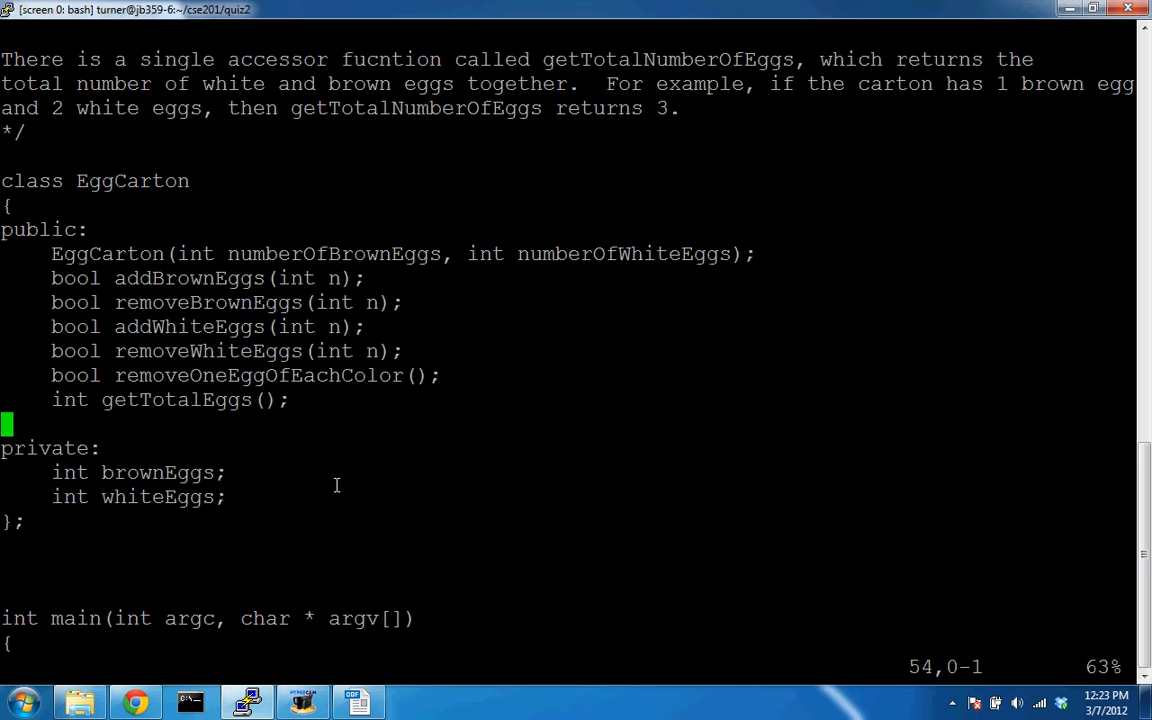 [screen 0: bash] turner@jb359-6:~/cse201/quiz2
There is a single accessor fucntion called getTotalNumberOfEggs, which returns the
total number of white and brown eggs together.  For example, if the carton has 1 brown egg
and 2 white eggs, then getTotalNumberOfEggs returns 3.
*/
class EggCarton
{
public:
    EggCarton(int numberOfBrownEggs, int numberOfWhiteEggs);
    bool addBrownEggs(int n);
    bool removeBrownEggs(int n);
    bool addWhiteEggs(int n);
    bool removeWhiteEggs(int n);
    bool removeOneEggOfEachColor();
    int getTotalEggs();
private:
    int brownEggs;
    int whiteEggs;
};
int main(int argc, char * argv[])
{
54,0-1 63%
C:\
HYPERCAM
ODF
12:23 PM
3/7/2012